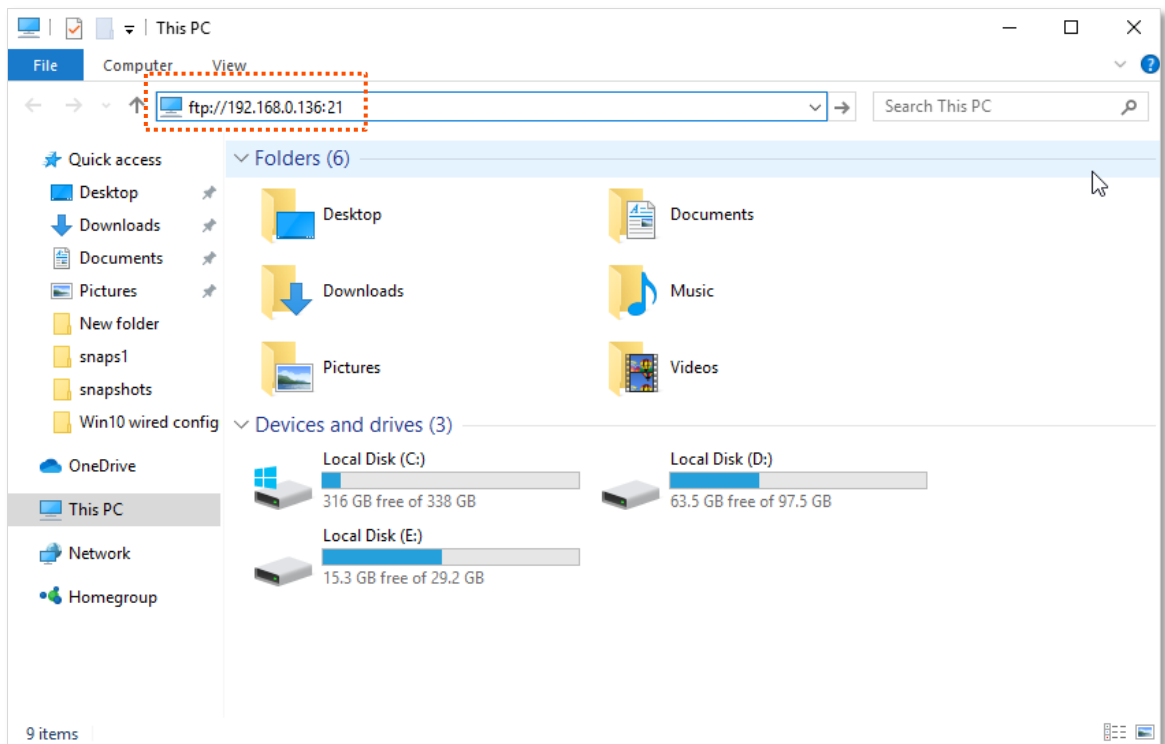 This PC
File Computer View
ftp://192.168.0.136:21
Search This PC
Quick access
Desktop
Downloads
Documents
Pictures
New folder
snaps1
snapshots
Win10 wired config
OneDrive
This PC
Network
Homegroup
Folders (6)
Desktop
Documents
Downloads
Music
Pictures
Videos
Devices and drives (3)
Local Disk (C:)
316 GB free of 338 GB
Local Disk (D:)
63.5 GB free of 97.5 GB
Local Disk (E:)
15.3 GB free of 29.2 GB
9 items